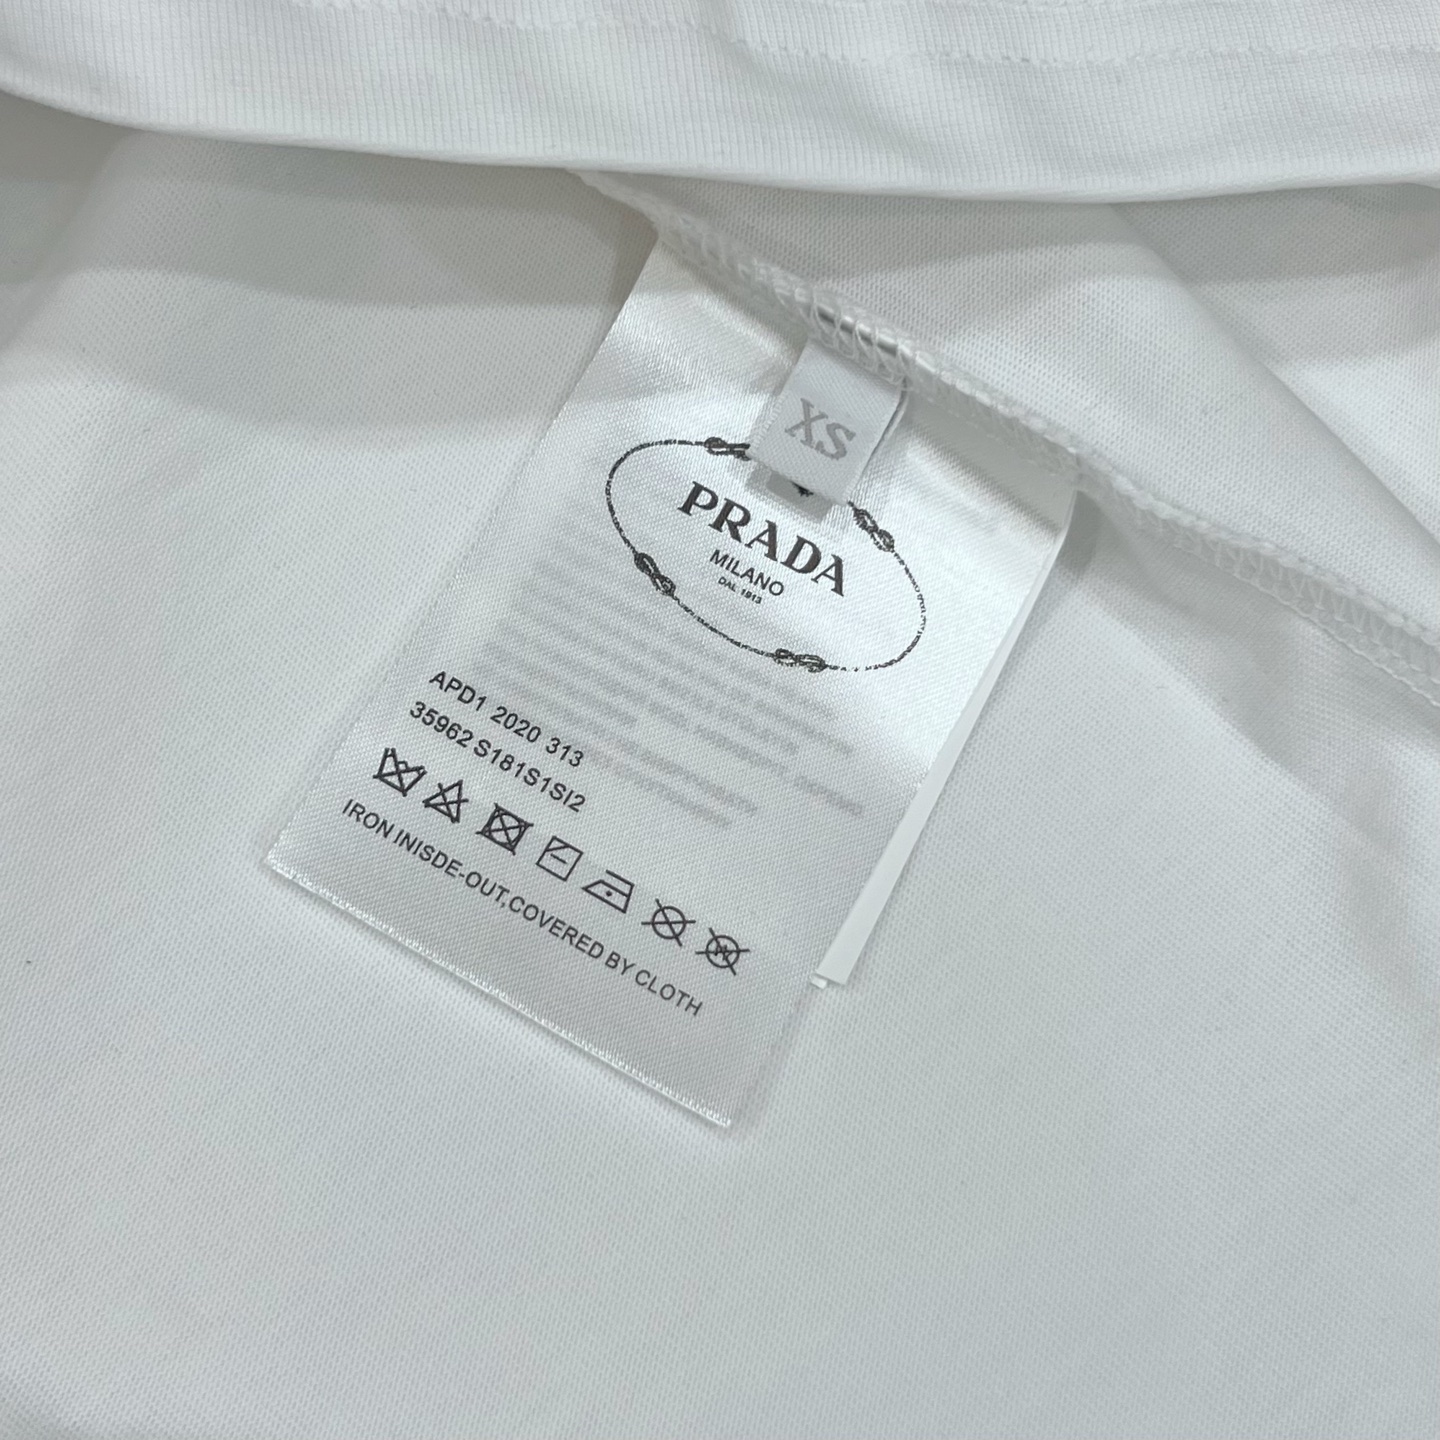 XS
PRADA
MILANO
DAL 1913
APD1 2020 313
35962 S181S1SI2
IRON INISDE-OUT,COVERED BY CLOTH